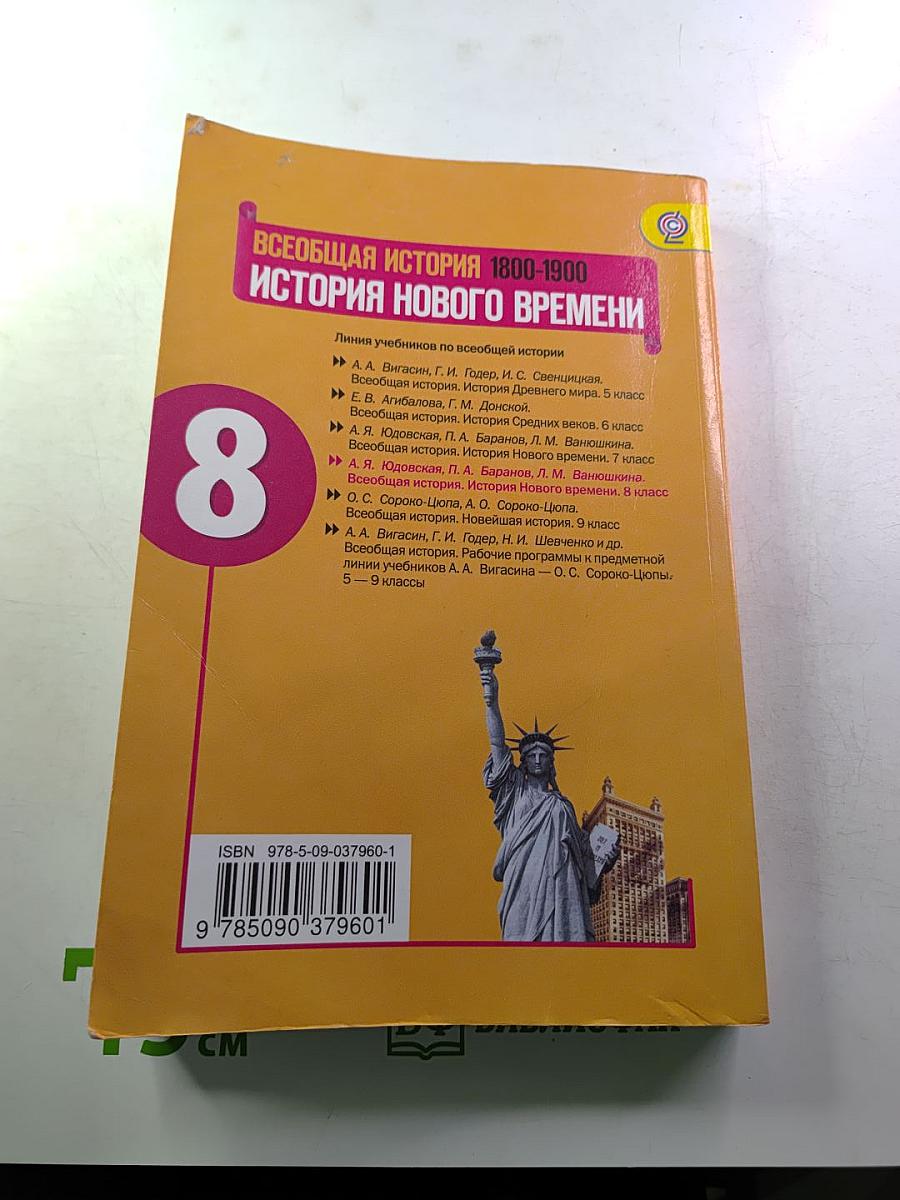 ВСЕОБЩАЯ ИСТОРИЯ 1800-1900
ИСТОРИЯ НОВОГО ВРЕМЕНИ
Линия учебников по всеобщей истории
А. А. Вигасин, Г. И. Годер, И. С. Свенцицкая.
Всеобщая история. История Древнего мира. 5 класс
Е. В. Агибалова, Г. М. Донской.
Всеобщая история. История Средних веков. 6 класс
А. Я. Юдовская, П. А. Баранов, Л. М. Ванюшкина.
Всеобщая история. История Нового времени. 7 класс
А. Я. Юдовская, П. А. Баранов, Л. М. Ванюшкина.
Всеобщая история. История Нового времени. 8 класс
О. С. Сороко-Цюпа, А. О. Сороко-Цюпа.
Всеобщая история. Новейшая история. 9 класс
А. А. Вигасин, Г. И. Годер, Н. И. Шевченко и др.
Всеобщая история. Рабочие программы к предметной
линии учебников А. А. Вигасина — О. С. Сороко-Цюпы.
5 — 9 классы
8
ISBN 978-5-09-037960-1
9 785090 379601
см